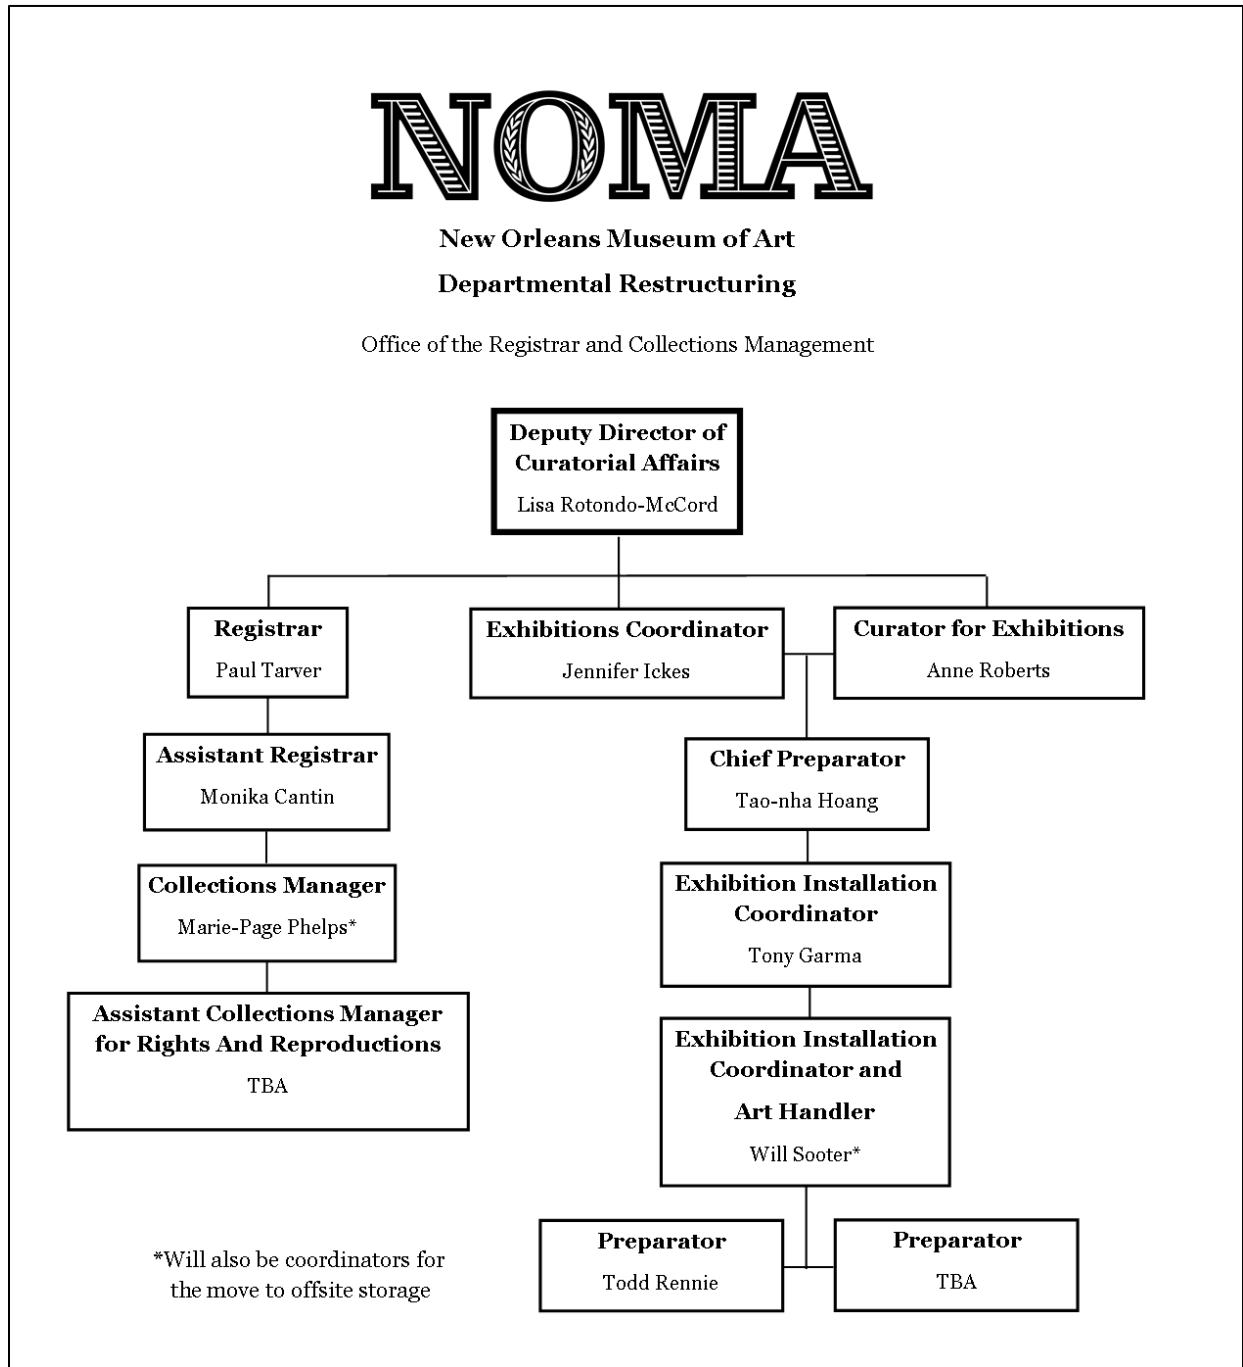 NOMA
New Orleans Museum of Art
Departmental Restructuring
Office of the Registrar and Collections Management
Deputy Director of
Curatorial Affairs
Lisa Rotondo-McCord
Registrar
Paul Tarver
Exhibitions Coordinator
Jennifer Ickes
Curator for Exhibitions
Anne Roberts
Assistant Registrar
Monika Cantin
Chief Preparator
Tao-nha Hoang
Collections Manager
Marie-Page Phelps*
Exhibition Installation
Coordinator
Tony Garma
Assistant Collections Manager
for Rights And Reproductions
TBA
Exhibition Installation
Coordinator and
Art Handler
Will Sooter*
Preparator
Todd Rennie
Preparator
TBA
*Will also be coordinators for
the move to offsite storage